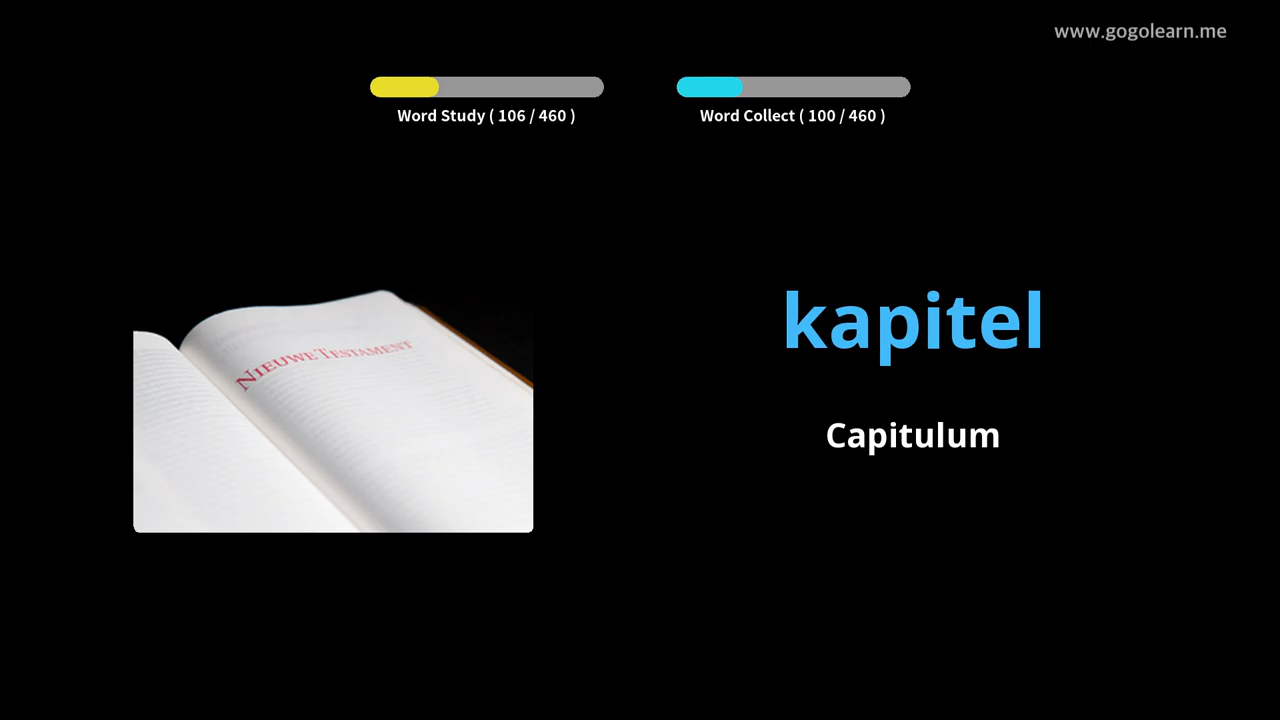 www.gogolearn.me
Word Study ( 106 / 460 )
Word Collect ( 100 / 460 )
NIEUWE TESTAMENT
kapitel
Capitulum